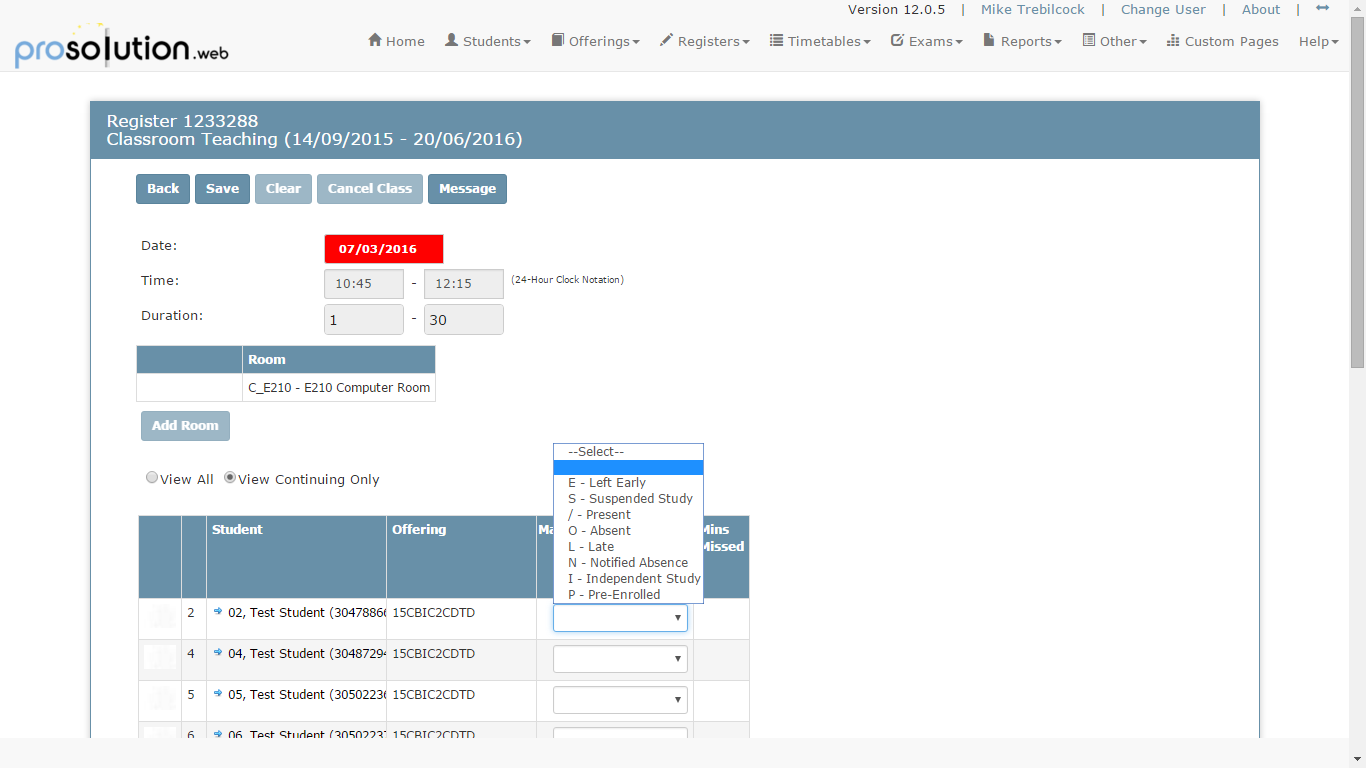 Version 12.0.5 | Mike Trebilcock | Change User | About |
prosolution.web
Home Students Offerings Registers Timetables Exams Reports Other Custom Pages Help
Register 1233288
Classroom Teaching (14/09/2015 - 20/06/2016)
Back Save Clear Cancel Class Message
Date: 07/03/2016
Time: 10:45 - 12:15 (24-Hour Clock Notation)
Duration: 1 - 30
Room
C_E210 - E210 Computer Room
Add Room
View All View Continuing Only
--Select--
E - Left Early
S - Suspended Study
/ - Present
O - Absent
L - Late
N - Notified Absence
I - Independent Study
P - Pre-Enrolled
Student Offering Ma Mins
Missed
2 02, Test Student (3047886 15CBIC2CDTD
4 04, Test Student (3048729 15CBIC2CDTD
5 05, Test Student (3050223 15CBIC2CDTD
6 06, Test Student (3050223 15CBIC2CDTD